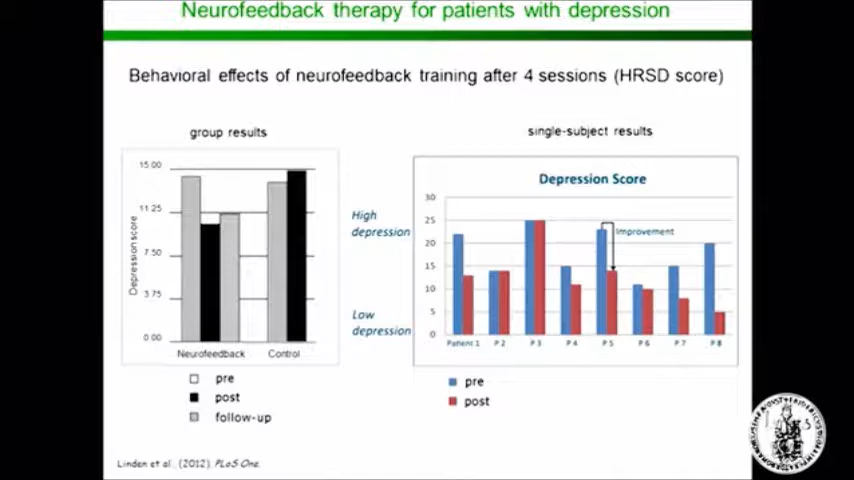 Neurofeedback therapy for patients with depression
Behavioral effects of neurofeedback training after 4 sessions (HRSD score)
group results
single-subject results
15.00
11.25
7.50
3.75
0.00
Depression score
Neurofeedback Control
pre
post
follow-up
High
depression
Low
depression
Depression Score
30
25
20
15
10
5
0
Improvement
Patient 1 P 2 P 3 P 4 P 5 P 6 P 7 P 8
pre
post
Linden et al., (2012), PLoS One.